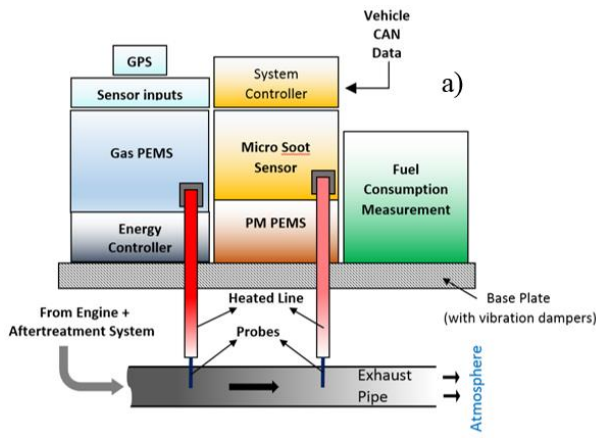 Vehicle
CAN
Data
GPS
System
Controller
a)
Sensor inputs
Gas PEMS
Micro Soot
Sensor
Fuel
Consumption
Measurement
Energy
Controller
PM PEMS
Heated Line
Base Plate
(with vibration dampers)
From Engine +
Aftertreatment System
Probes
Exhaust
Pipe
Atmosphere